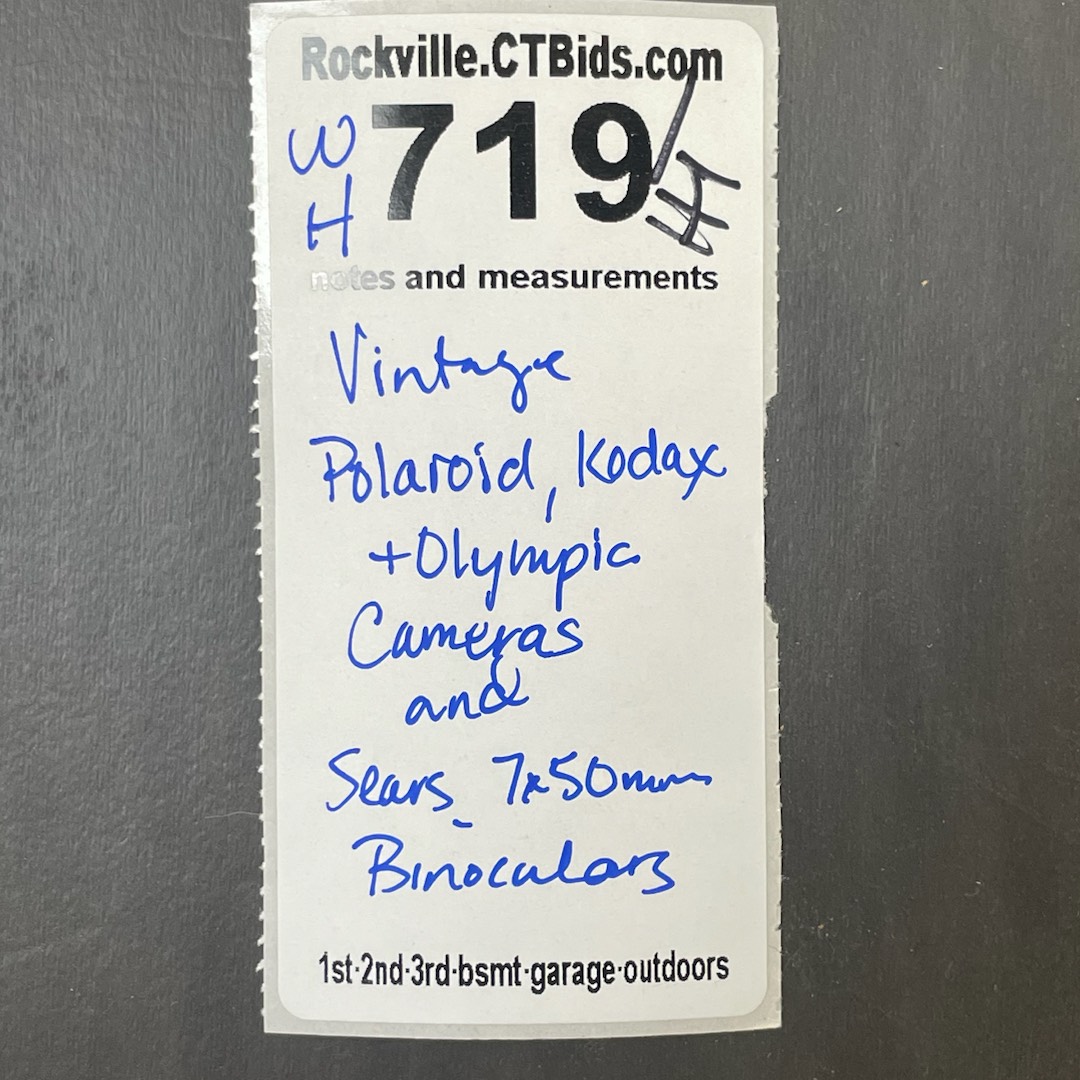 Rockville.CTBids.com
W 719
H
notes and measurements
Vintage
Polaroid, Kodax
+Olympic
Cameras
and
Sears 7x50mm
Binoculars
1st·2nd·3rd·bsmt·garage·outdoors